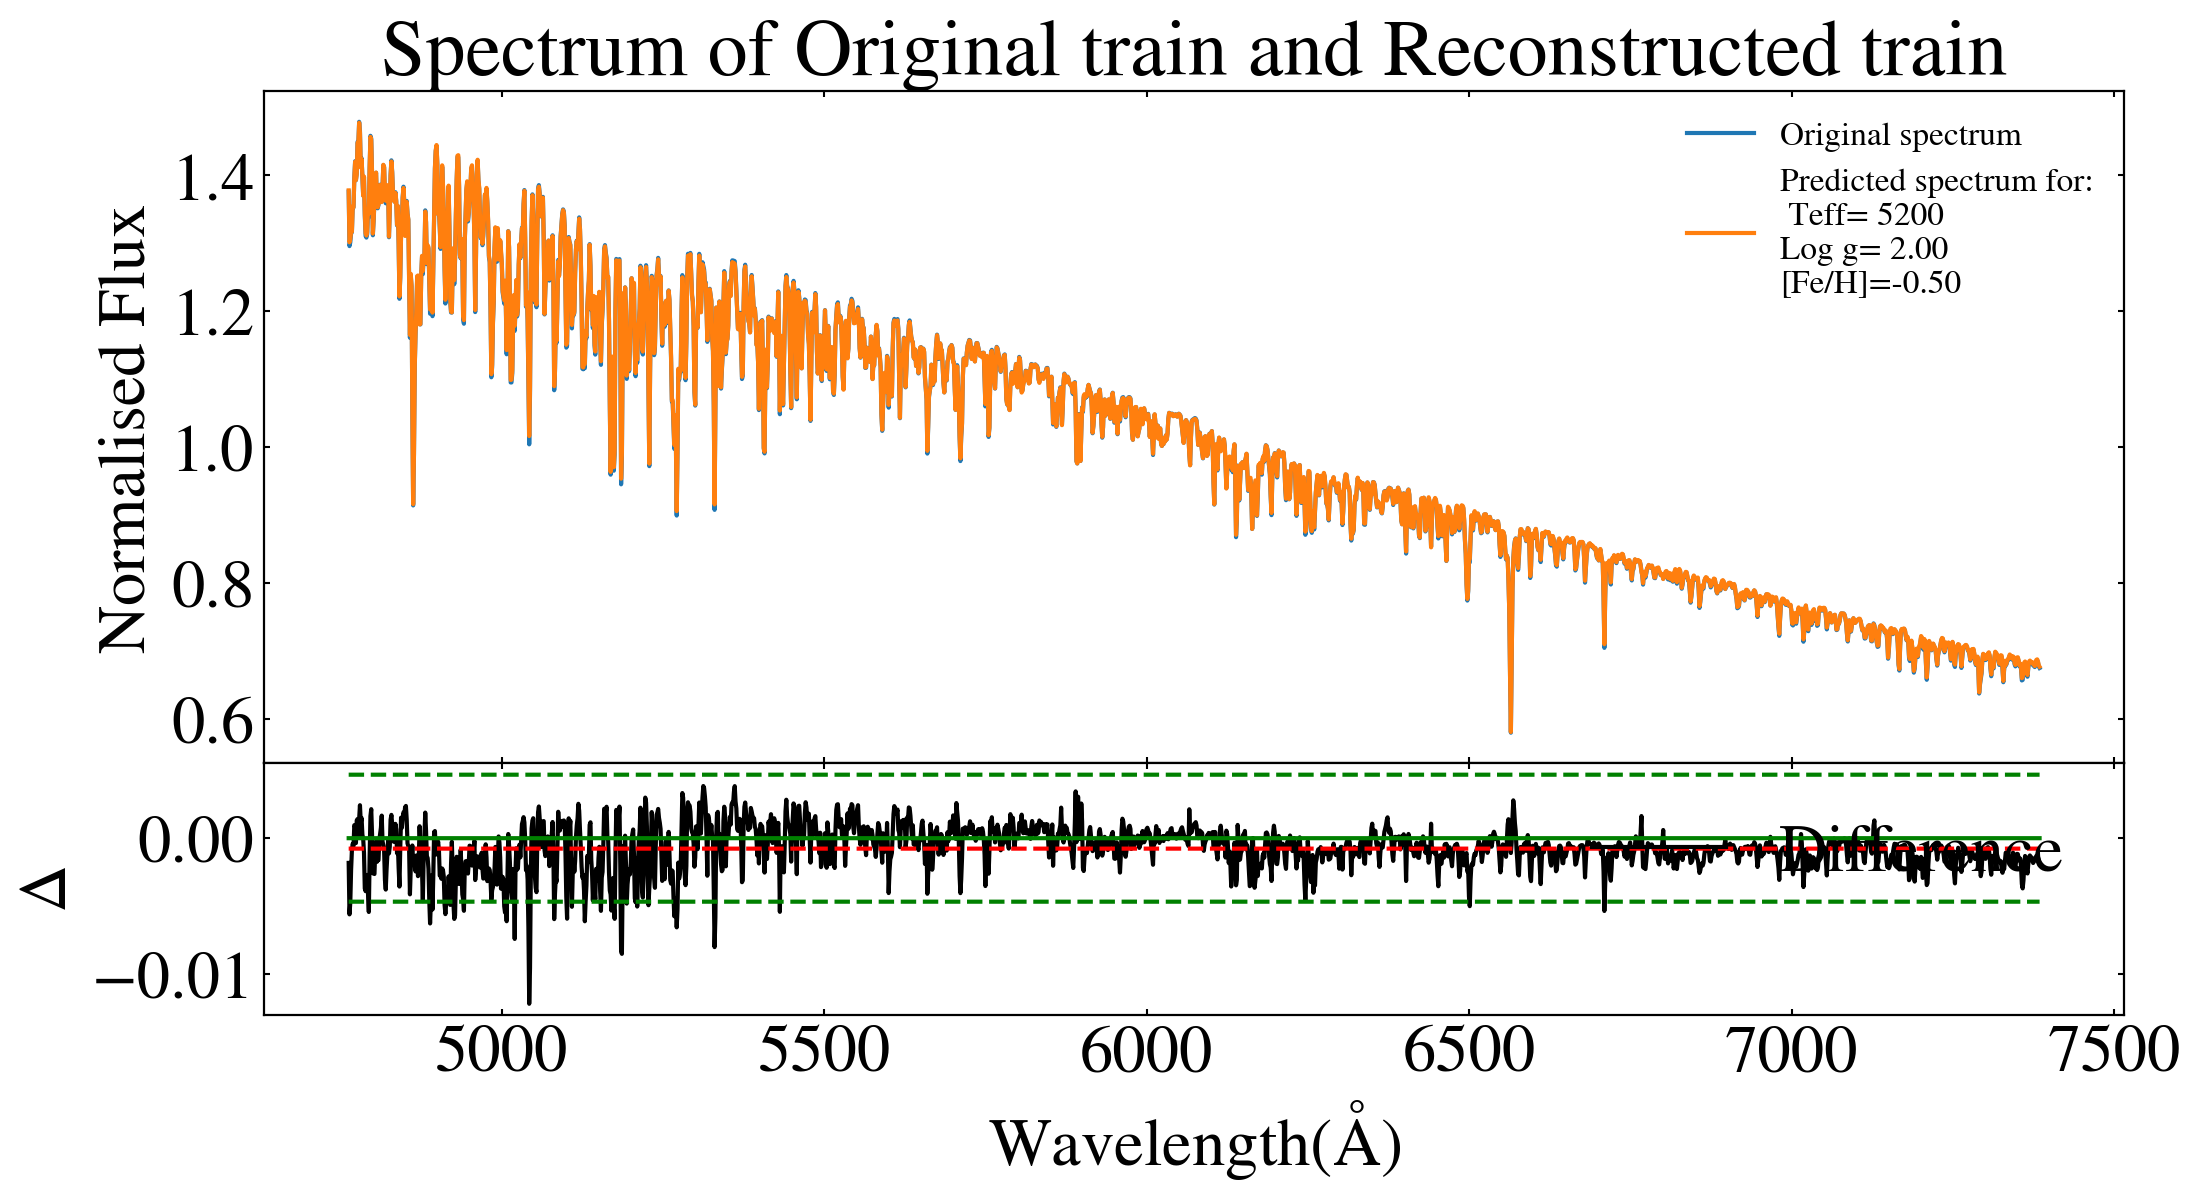 Spectrum of Original train and Reconstructed train
Original spectrum
Predicted spectrum for:
Teff= 5200
Log g= 2.00
[Fe/H]=-0.50
Normalised Flux
1.4
1.2
1.0
0.8
0.6
Δ
0.00
−0.01
Difference
5000 5500 6000 6500 7000 7500
Wavelength(Å)